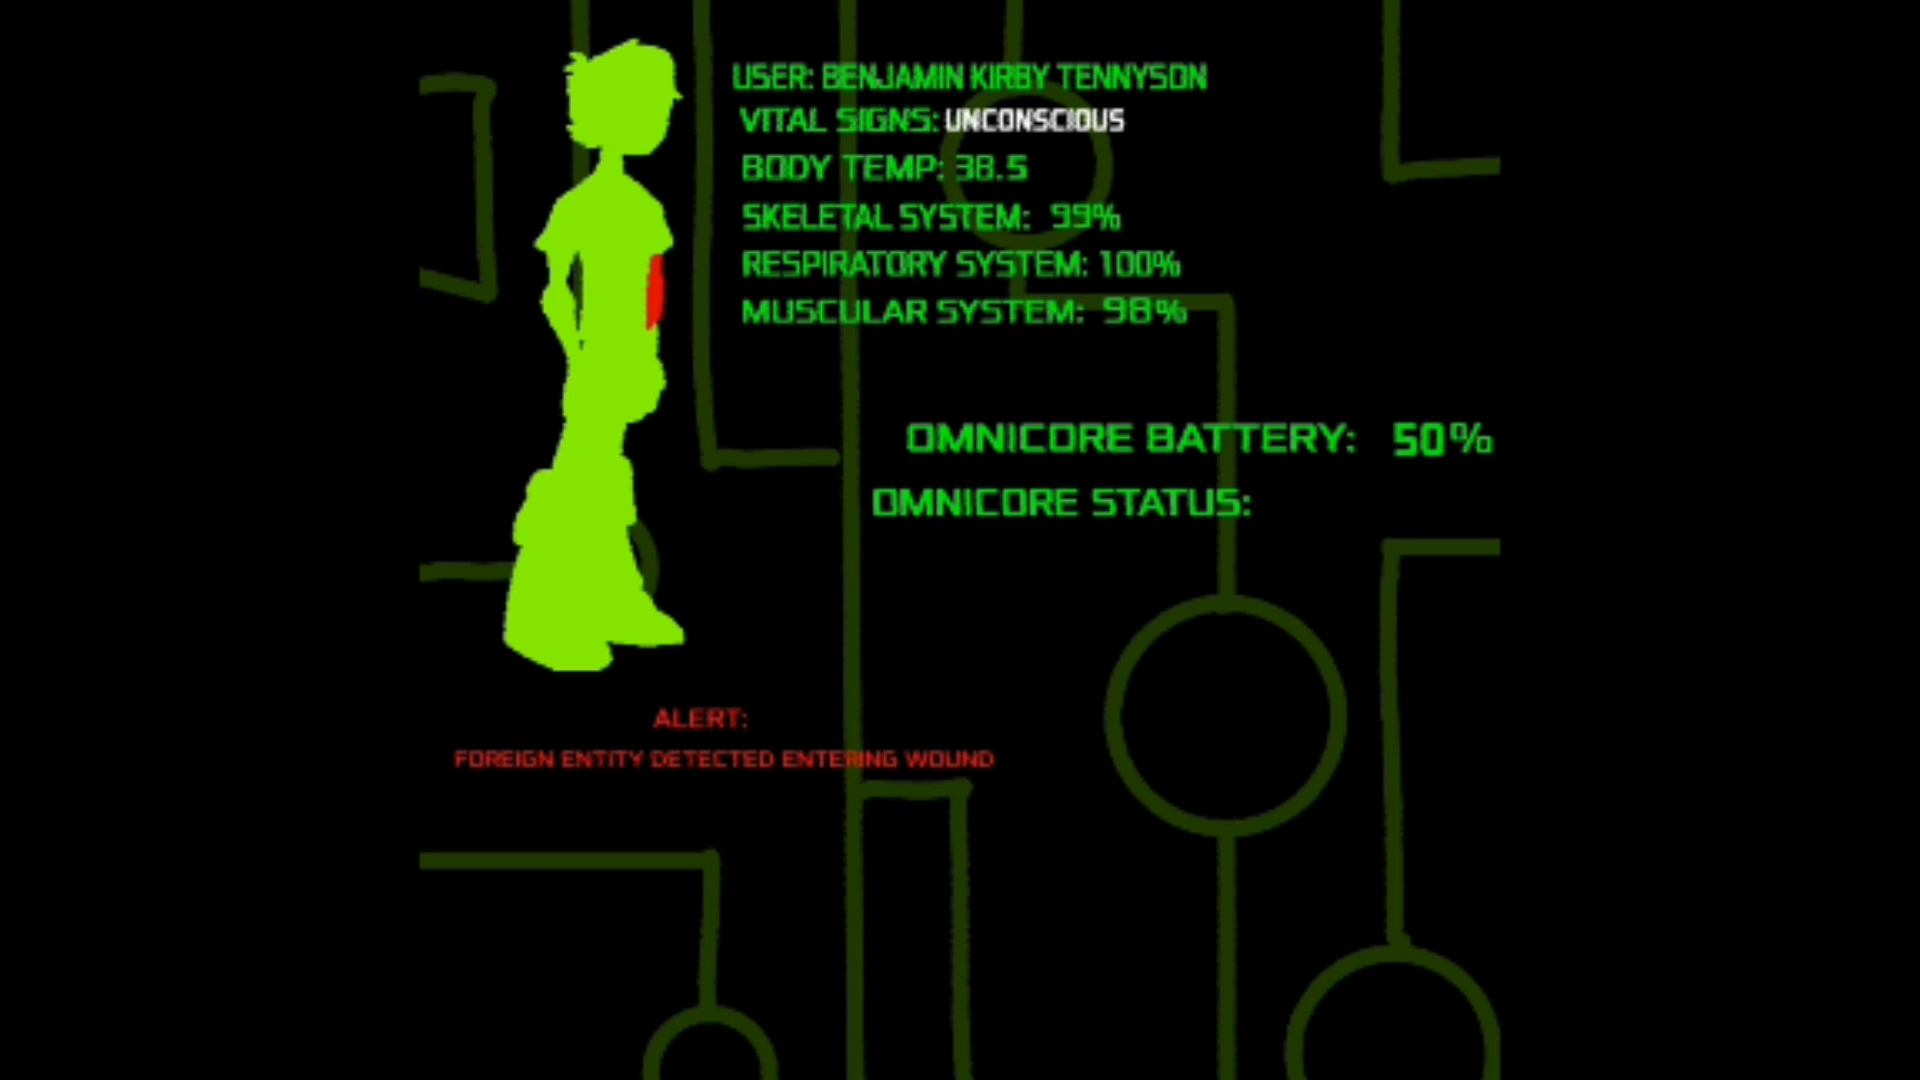 USER: BENJAMIN KIRBY TENNYSON
VITAL SIGNS: UNCONSCIOUS
BODY TEMP: 38.5
SKELETAL SYSTEM: 99%
RESPIRATORY SYSTEM: 100%
MUSCULAR SYSTEM: 98%
OMNICORE BATTERY: 50%
OMNICORE STATUS:
ALERT:
FOREIGN ENTITY DETECTED ENTERING WOUND